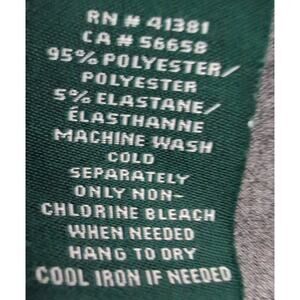 RN # 41381
CA # 56658
95% POLYESTER/
POLYESTER
5% ELASTANE/
ÉLASTHANNE
MACHINE WASH
COLD
SEPARATELY
ONLY NON-
CHLORINE BLEACH
WHEN NEEDED
HANG TO DRY
COOL IRON IF NEEDED